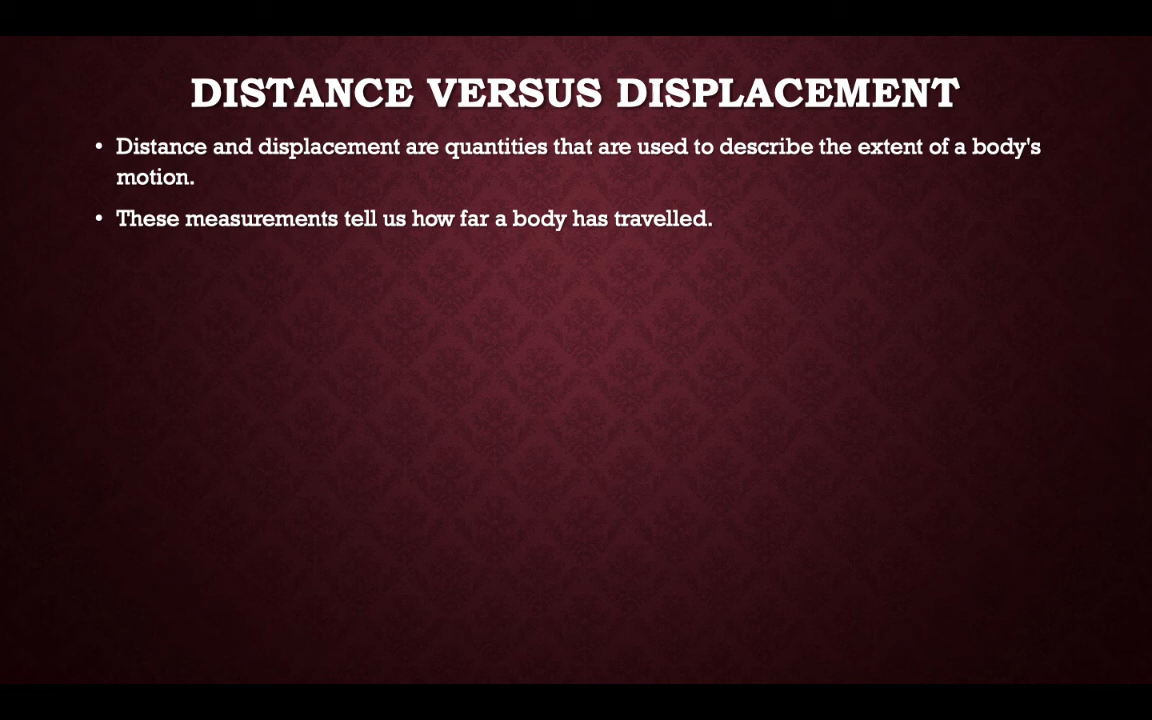 DISTANCE VERSUS DISPLACEMENT
• Distance and displacement are quantities that are used to describe the extent of a body's
motion.
• These measurements tell us how far a body has travelled.